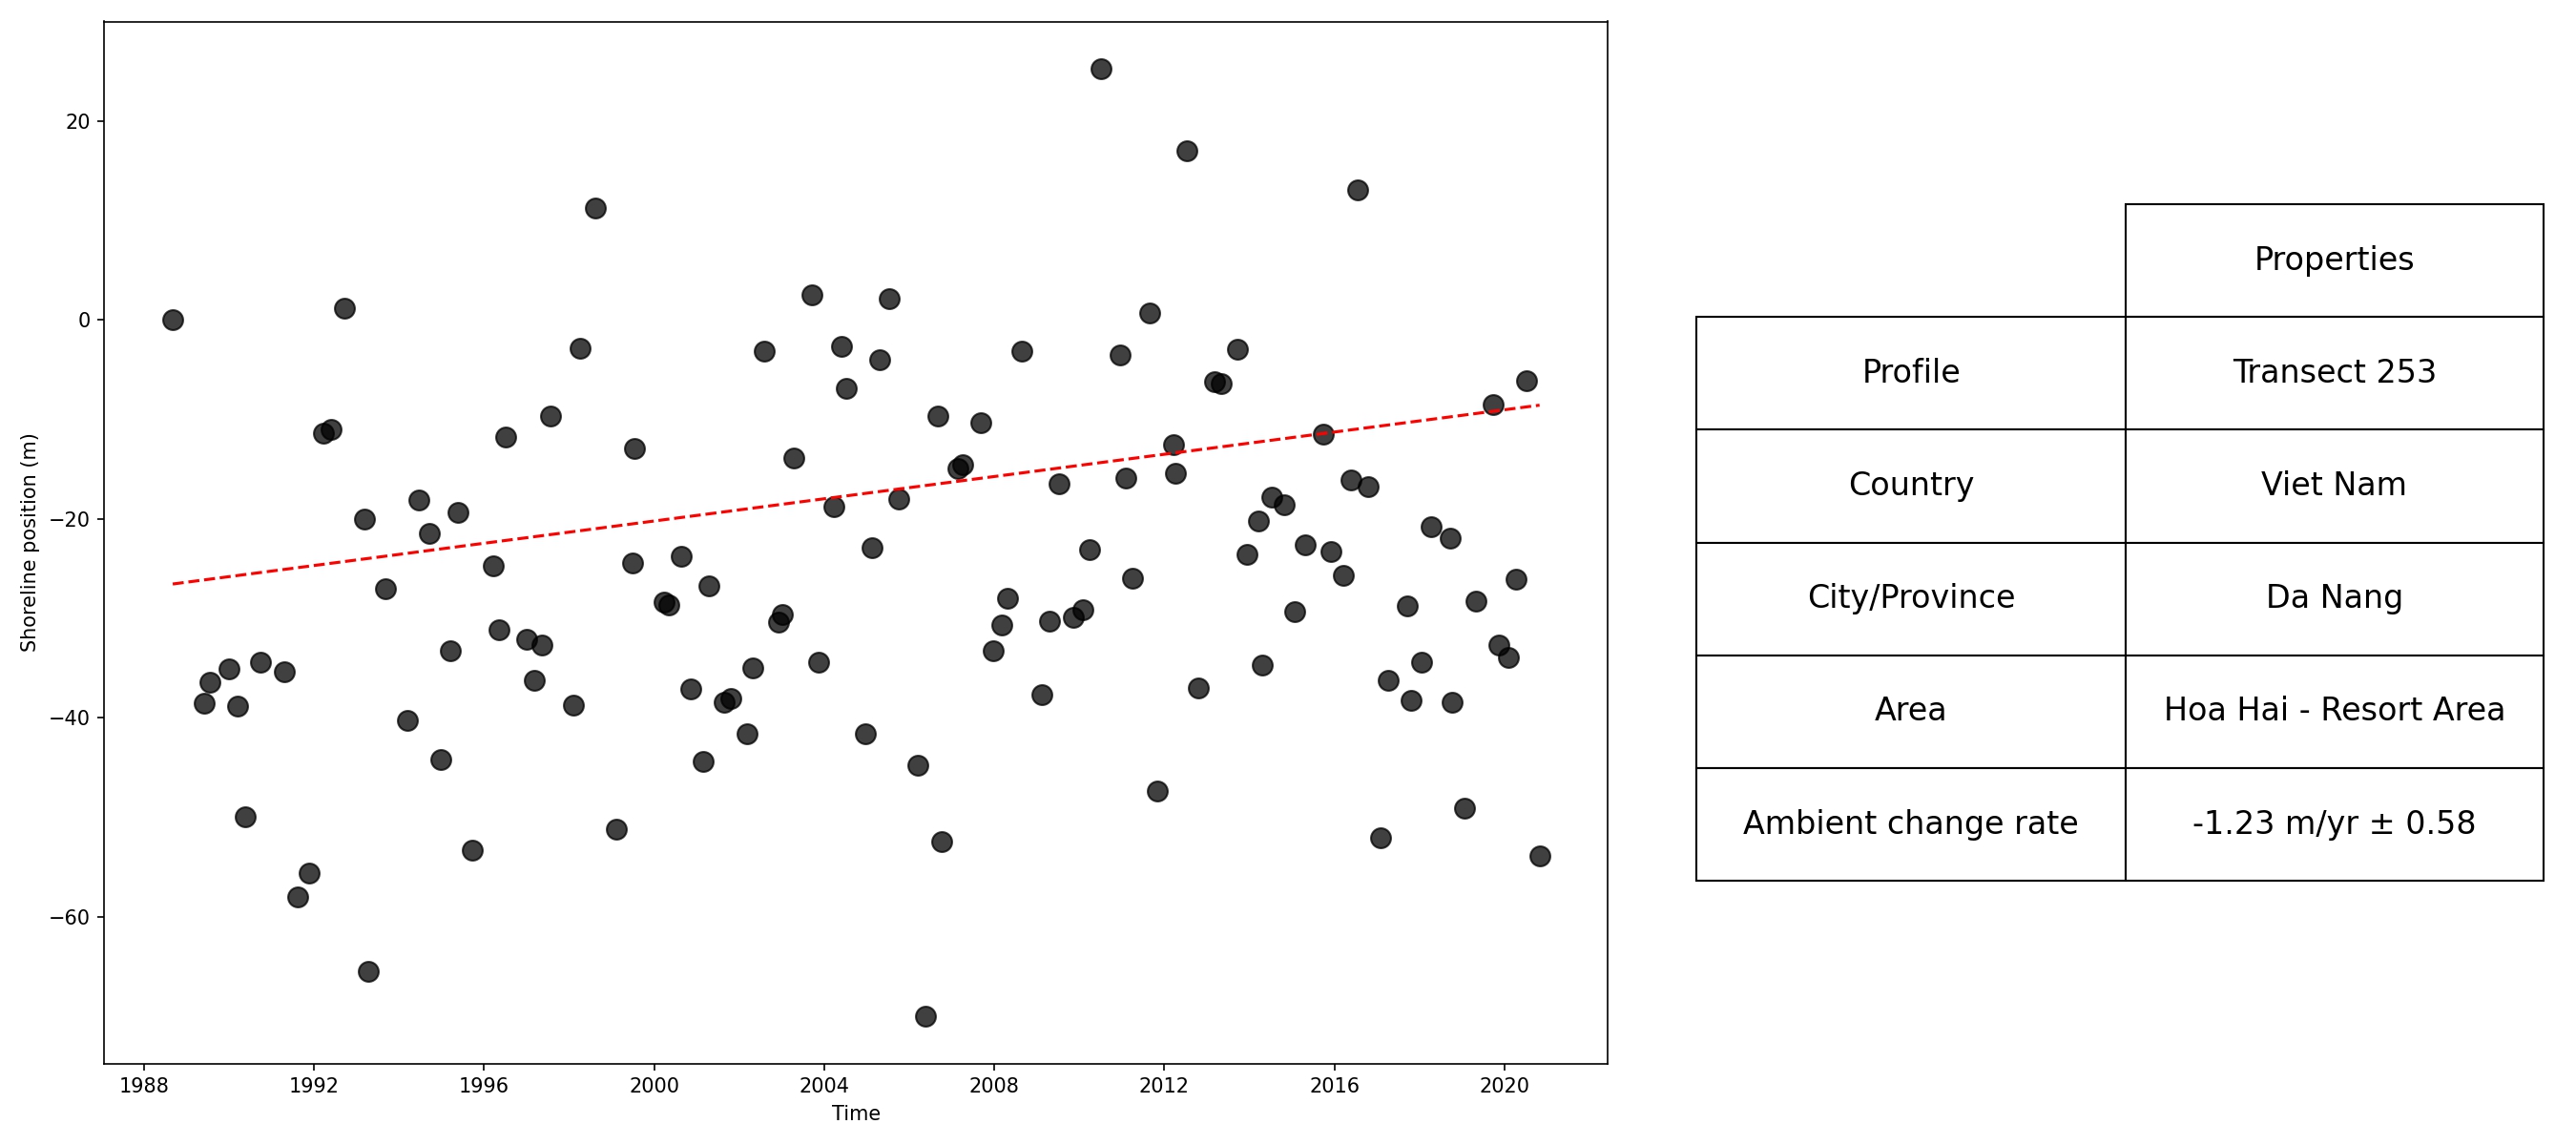 20
0
−20
−40
−60
Shoreline position (m)
1988 1992 1996 2000 2004 2008 2012 2016 2020
Time
Properties
Profile Transect 253
Country Viet Nam
City/Province Da Nang
Area Hoa Hai - Resort Area
Ambient change rate -1.23 m/yr ± 0.58